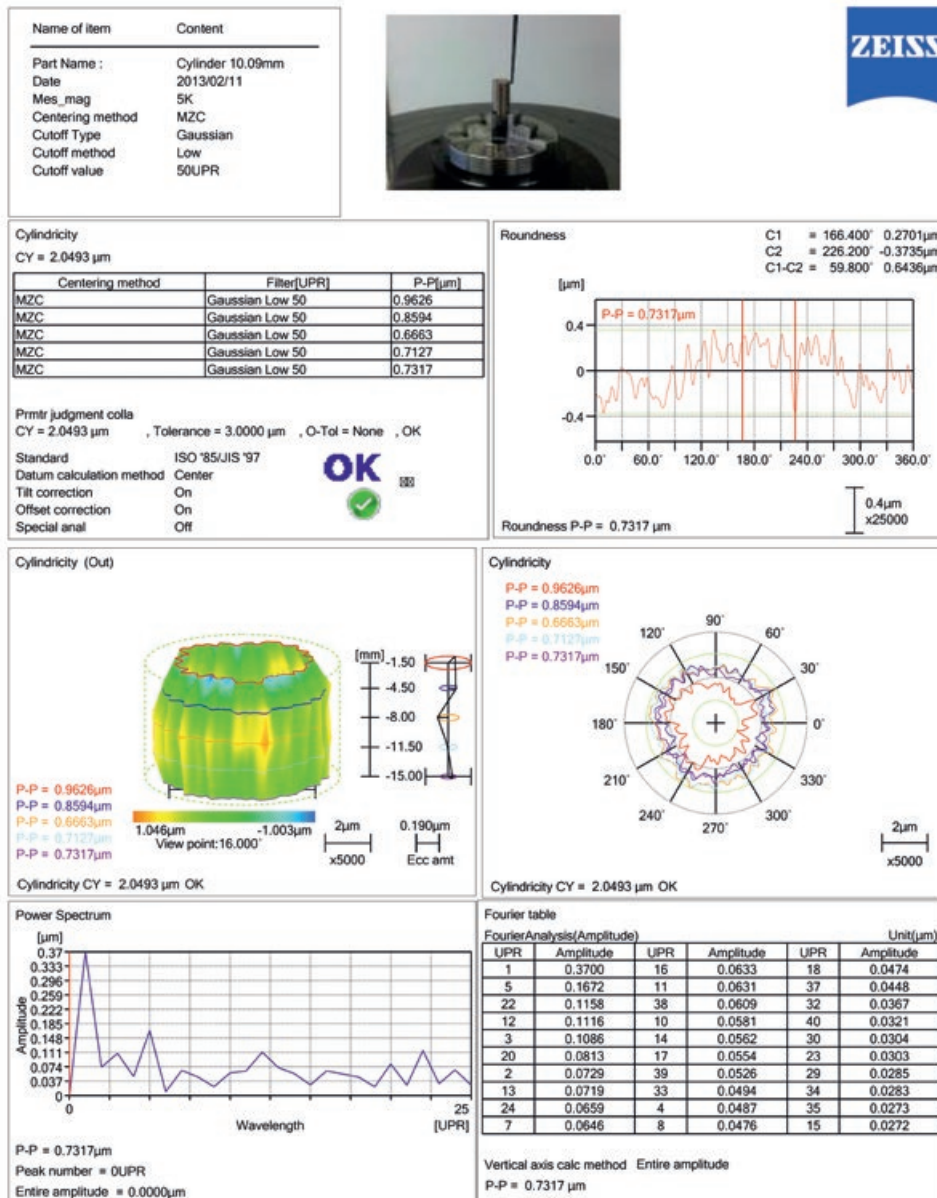 Name of item Content
Part Name : Cylinder 10.09mm
Date 2013/02/11
Mes_mag 5K
Centering method MZC
Cutoff Type Gaussian
Cutoff method Low
Cutoff value 50UPR
ZEISS
Cylindricity
CY = 2.0493 µm
Centering method Filter[UPR] P-P[µm]
MZC Gaussian Low 50 0.9626
MZC Gaussian Low 50 0.8594
MZC Gaussian Low 50 0.6663
MZC Gaussian Low 50 0.7127
MZC Gaussian Low 50 0.7317
Prmtr judgment colla
CY = 2.0493 µm , Tolerance = 3.0000 µm , O-Tol = None , OK
Standard ISO '85/JIS '97
Datum calculation method Center
Tilt correction On
Offset correction On
Special anal Off
OK
Roundness
C1 = 166.400° 0.2701µm
C2 = 226.200° -0.3735µm
C1-C2 = 59.800° 0.6436µm
[µm]
P-P = 0.7317µm
0.4
0
-0.4
0.0° 60.0° 120.0° 180.0° 240.0° 300.0° 360.0°
0.4µm
x25000
Roundness P-P = 0.7317 µm
Cylindricity (Out)
[mm]
-1.50
-4.50
-8.00
-11.50
-15.00
P-P = 0.9626µm
P-P = 0.8594µm
P-P = 0.6663µm
P-P = 0.7127µm
P-P = 0.7317µm
1.046µm -1.003µm
View point:16.000°
2µm
x5000
0.190µm
Ecc amt
Cylindricity CY = 2.0493 µm OK
Cylindricity
P-P = 0.9626µm
P-P = 0.8594µm
P-P = 0.6663µm
P-P = 0.7127µm
P-P = 0.7317µm
90°
120° 60°
150° 30°
180° 0°
210° 330°
240° 300°
270°
2µm
x5000
Cylindricity CY = 2.0493 µm OK
Power Spectrum
[µm]
0.37
0.333
0.296
0.259
0.222
0.185
0.148
0.111
0.074
0.037
0
Amplitude
0 25
Wavelength [UPR]
P-P = 0.7317µm
Peak number = 0UPR
Entire amplitude = 0.0000µm
Fourier table
FourierAnalysis(Amplitude) Unit(µm)
UPR Amplitude UPR Amplitude UPR Amplitude
1 0.3700 16 0.0633 18 0.0474
5 0.1672 11 0.0631 37 0.0448
22 0.1158 38 0.0609 32 0.0367
12 0.1116 10 0.0581 40 0.0321
3 0.1086 14 0.0562 30 0.0304
20 0.0813 17 0.0554 23 0.0303
2 0.0729 39 0.0526 29 0.0285
13 0.0719 33 0.0494 34 0.0283
24 0.0659 4 0.0487 35 0.0273
7 0.0646 8 0.0476 15 0.0272
Vertical axis calc method Entire amplitude
P-P = 0.7317 µm